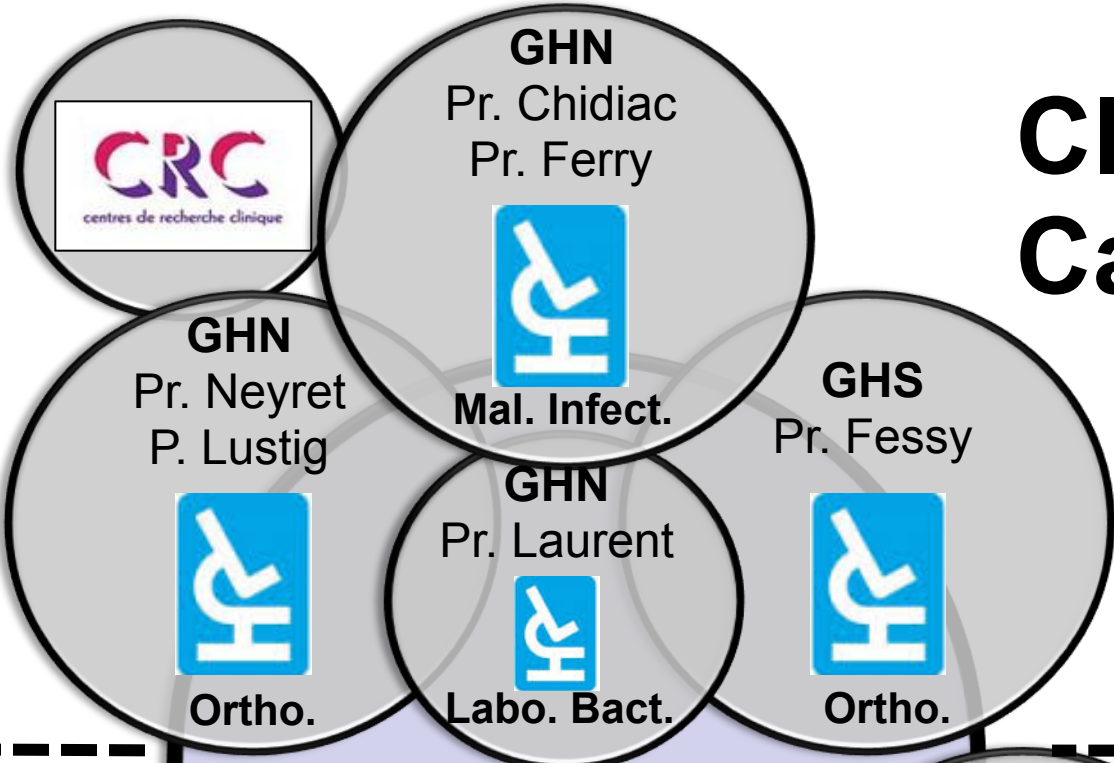 GHN
Pr. Chidiac
Pr. Ferry
Mal. Infect.
CRC
centres de recherche clinique
GHN
Pr. Neyret
P. Lustig
Ortho.
GHN
Pr. Laurent
Labo. Bact.
GHS
Pr. Fessy
Ortho.
Ca